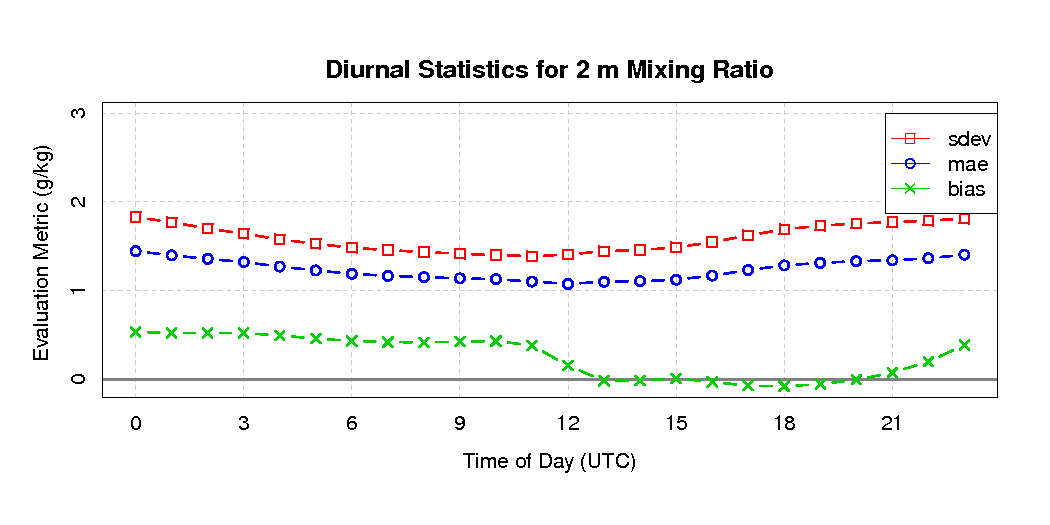 Diurnal Statistics for 2 m Mixing Ratio
Evaluation Metric (g/kg)
3
2
1
0
sdev
mae
bias
0 3 6 9 12 15 18 21
Time of Day (UTC)